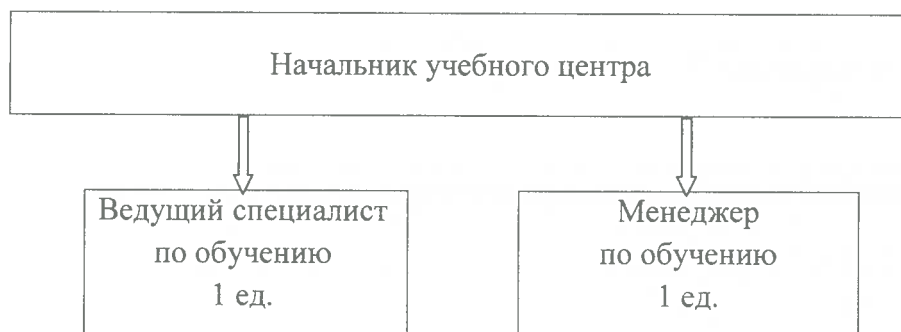 Начальник учебного центра
Ведущий специалист
по обучению
1 ед.
Менеджер
по обучению
1 ед.